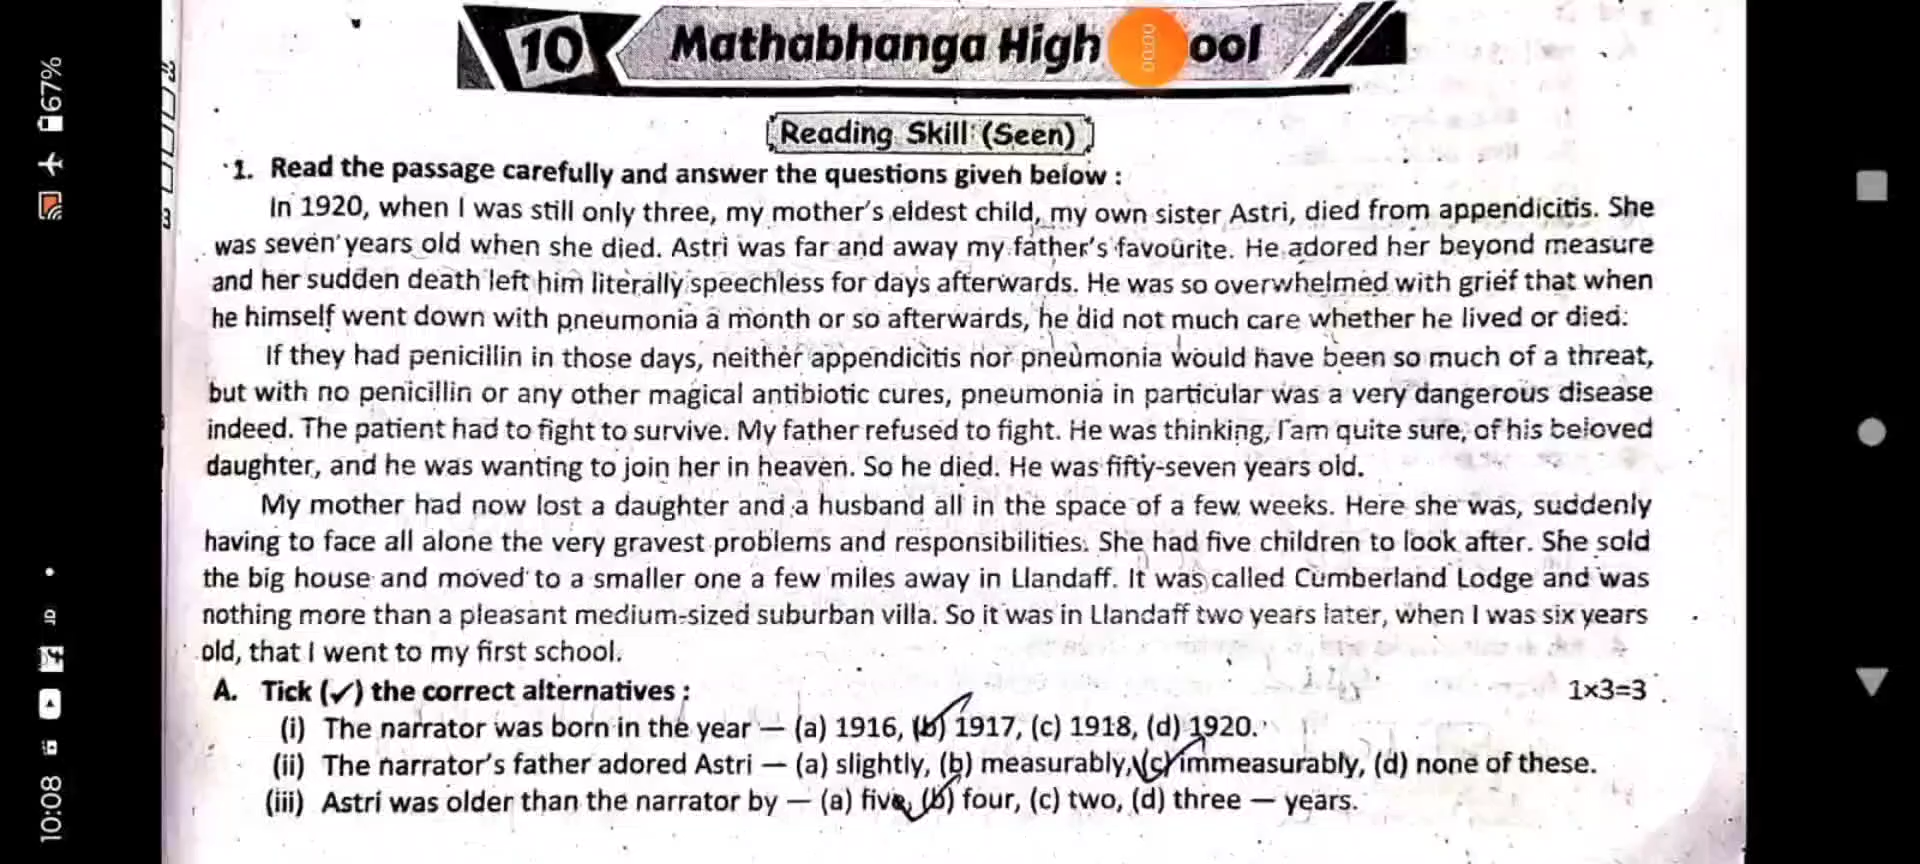 10 Mathabhanga High ool
00:00
Reading Skill (Seen)
1. Read the passage carefully and answer the questions given below :
In 1920, when I was still only three, my mother's eldest child, my own sister Astri, died from appendicitis. She
was seven years old when she died. Astri was far and away my father's favourite. He adored her beyond measure
and her sudden death left him literally speechless for days afterwards. He was so overwhelmed with grief that when
he himself went down with pneumonia a month or so afterwards, he did not much care whether he lived or died.
If they had penicillin in those days, neither appendicitis nor pneumonia would have been so much of a threat,
but with no penicillin or any other magical antibiotic cures, pneumonia in particular was a very dangerous disease
indeed. The patient had to fight to survive. My father refused to fight. He was thinking, I am quite sure, of his beloved
daughter, and he was wanting to join her in heaven. So he died. He was fifty-seven years old.
My mother had now lost a daughter and a husband all in the space of a few weeks. Here she was, suddenly
having to face all alone the very gravest problems and responsibilities. She had five children to look after. She sold
the big house and moved to a smaller one a few miles away in Llandaff. It was called Cumberland Lodge and was
nothing more than a pleasant medium-sized suburban villa. So it was in Llandaff two years later, when I was six years
old, that I went to my first school.
A. Tick (✓) the correct alternatives : 1×3=3
(i) The narrator was born in the year — (a) 1916, (b) 1917, (c) 1918, (d) 1920.
(ii) The narrator's father adored Astri — (a) slightly, (b) measurably, (c) immeasurably, (d) none of these.
(iii) Astri was older than the narrator by — (a) five, (b) four, (c) two, (d) three — years.
10:08
67%